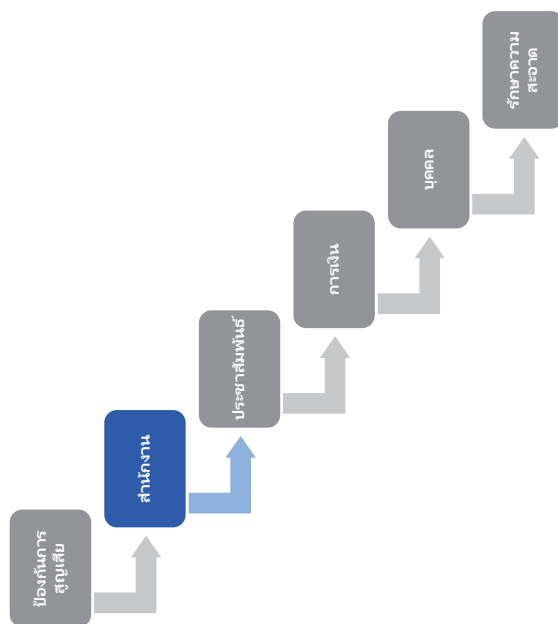 ป้องกันการ
สูญเสีย
สำนักงาน
ประชาสัมพันธ์
การเงิน
บุคคล
รักษาความ
สะอาด